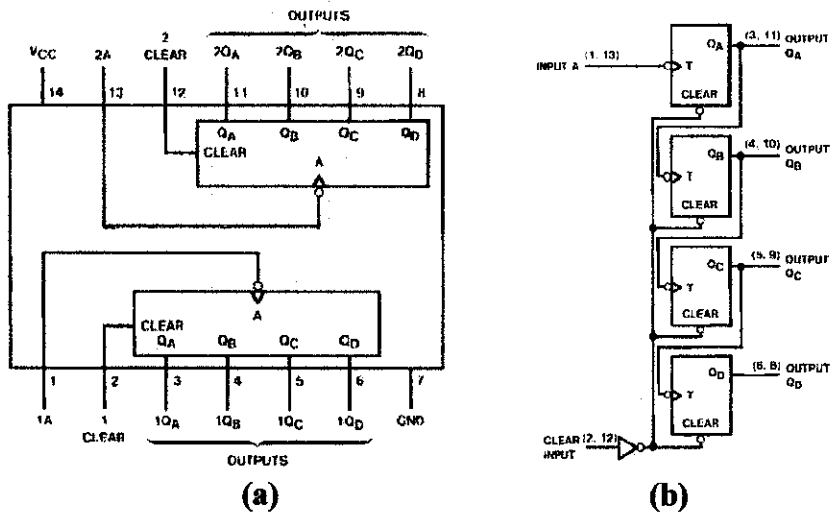 OUTPUTS
VCC 2A 2 CLEAR 2QA 2QB 2QC 2QD
14 13 12 11 10 9 8
QA QB QC QD
CLEAR
A
A
CLEAR
QA QB QC QD
1 2 3 4 5 6 7
1A 1 CLEAR 1QA 1QB 1QC 1QD GND
OUTPUTS
(a)
INPUT A (1, 13)
T
QA
CLEAR
(3, 11) OUTPUT
QA
T
QB
CLEAR
(4, 10) OUTPUT
QB
T
QC
CLEAR
(5, 9) OUTPUT
QC
T
QD
CLEAR
(6, 8) OUTPUT
QD
CLEAR (2, 12)
INPUT
(b)